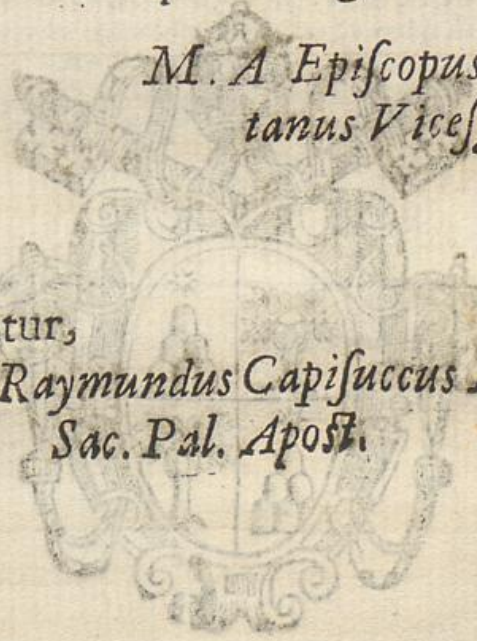 M. A Epiſcopus
tanus Viceſ
tur,
Raymundus Capiſuccus
Sac. Pal. Apoſt.